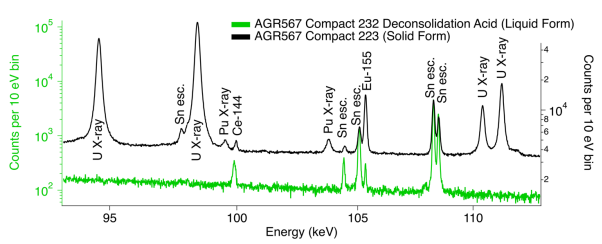 AGR567 Compact 232 Deconsolidation Acid (Liquid Form)
AGR567 Compact 223 (Solid Form)
Counts per 10 eV bin
10^5
10^4
10^3
10^2
U X-ray
Sn esc.
U X-ray
Pu X-ray
Ce-144
Pu X-ray
Sn esc.
Sn esc.
Eu-155
Sn esc.
Sn esc.
U X-ray
U X-ray
4
2
10^4
8
6
4
2
Counts per 10 eV bin
95
100
105
110
Energy (keV)